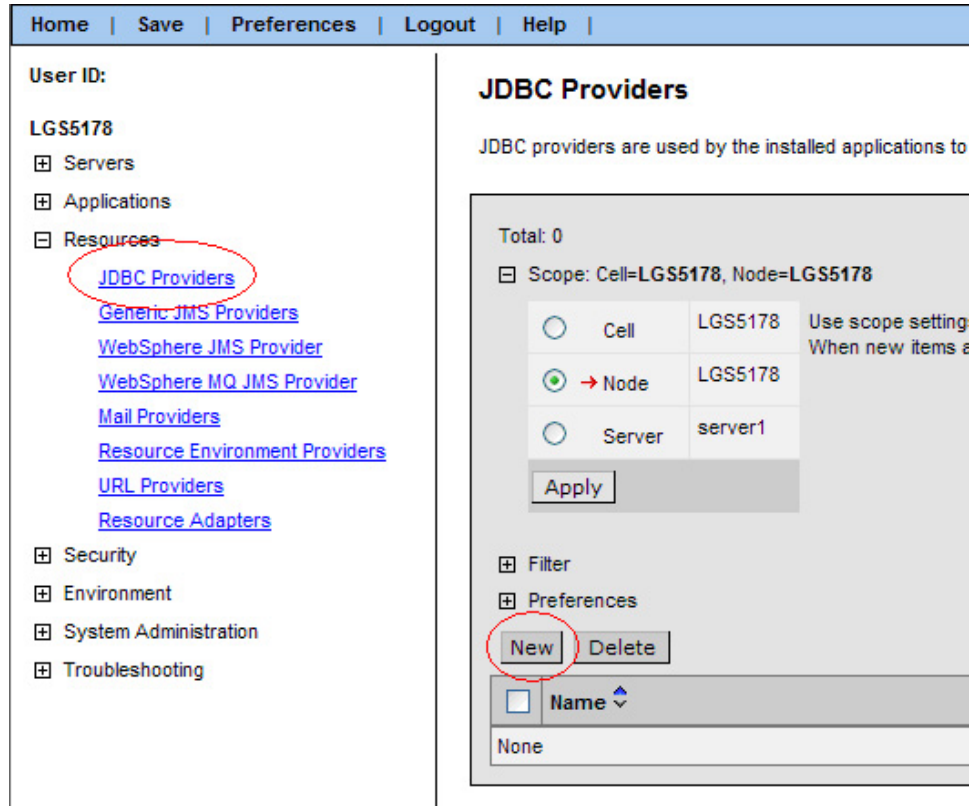 Home | Save | Preferences | Logout | Help |
User ID:
LGS5178
Servers
Applications
Resources
JDBC Providers
Generic JMS Providers
WebSphere JMS Provider
WebSphere MQ JMS Provider
Mail Providers
Resource Environment Providers
URL Providers
Resource Adapters
Security
Environment
System Administration
Troubleshooting
JDBC Providers
JDBC providers are used by the installed applications to
Total: 0
Scope: Cell=LGS5178, Node=LGS5178
Cell LGS5178 Use scope settings
When new items a
Node LGS5178
Server server1
Apply
Filter
Preferences
New Delete
Name
None